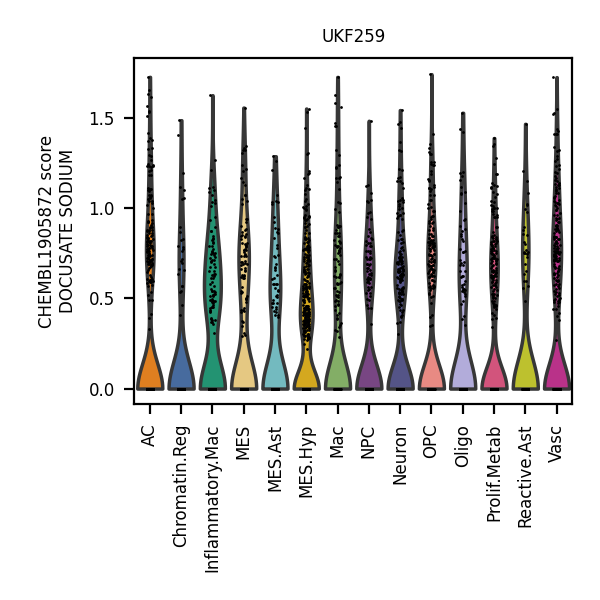 UKF259
CHEMBL1905872 score
DOCUSATE SODIUM
1.5
1.0
0.5
0.0
AC
Chromatin.Reg
Inflammatory.Mac
MES
MES.Ast
MES.Hyp
Mac
NPC
Neuron
OPC
Oligo
Prolif.Metab
Reactive.Ast
Vasc